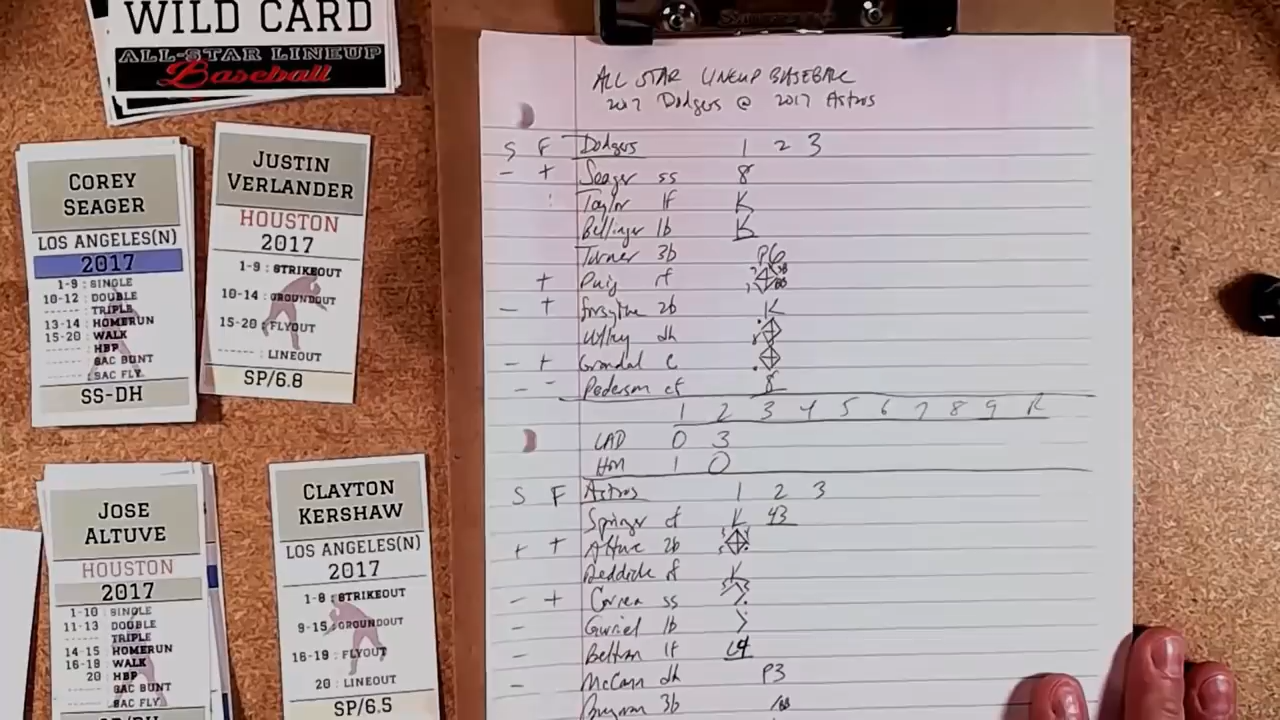 WILD CARD
ALL-STAR LINEUP
Baseball
COREY
SEAGER
LOS ANGELES(N)
2017
1-9 : SINGLE
10-12 : DOUBLE
------ : TRIPLE
13-14 : HOMERUN
15-20 : WALK
------ : HBP
------ : SAC BUNT
------ : SAC FLY
SS-DH
JUSTIN
VERLANDER
HOUSTON
2017
1-9 : STRIKEOUT
10-14 : GROUNDOUT
15-20 : FLYOUT
------ : LINEOUT
SP/6.8
JOSE
ALTUVE
HOUSTON
2017
1-10 : SINGLE
11-13 : DOUBLE
------ : TRIPLE
14-15 : HOMERUN
16-19 : WALK
20 : HBP
------ : SAC BUNT
------ : SAC FLY
CLAYTON
KERSHAW
LOS ANGELES(N)
2017
1-8 : STRIKEOUT
9-15 : GROUNDOUT
16-19 : FLYOUT
20 : LINEOUT
SP/6.5
ALL STAR LINEUP BASEBALL
2017 Dodgers @ 2017 Astros
S F Dodgers 1 2 3
- + Seager ss 8
Taylor lf K
Bellinger 1b K
Turner 3b P6
+ Puig rf
- + Forsythe 2b K
Utley dh
- + Grandal c
- - Pederson cf 8
1 2 3 4 5 6 7 8 9 R
LAD 0 3
HOU 1 0
S F Astros 1 2 3
Springer cf K 43
+ + Altuve 2b
Reddick rf K
- + Correa ss
- Gurriel 1b
- Beltran lf L4
- McCann dh P3
Bregman 3b